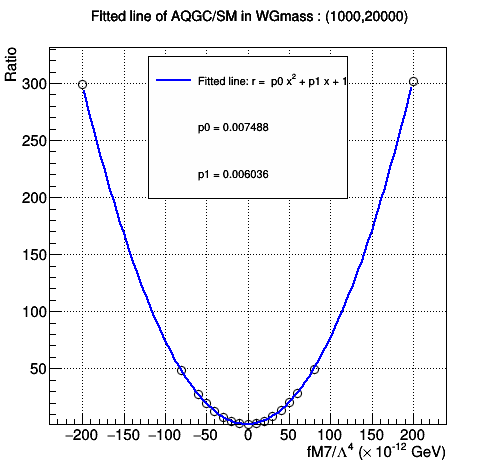 Fitted line of AQGC/SM in WGmass : (1000,20000)
Ratio
Fitted line: r = p0 x² + p1 x + 1
p0 = 0.007488
p1 = 0.006036
300
250
200
150
100
50
−200 −150 −100 −50 0 50 100 150 200
fM7/Λ⁴ (× 10⁻¹² GeV)